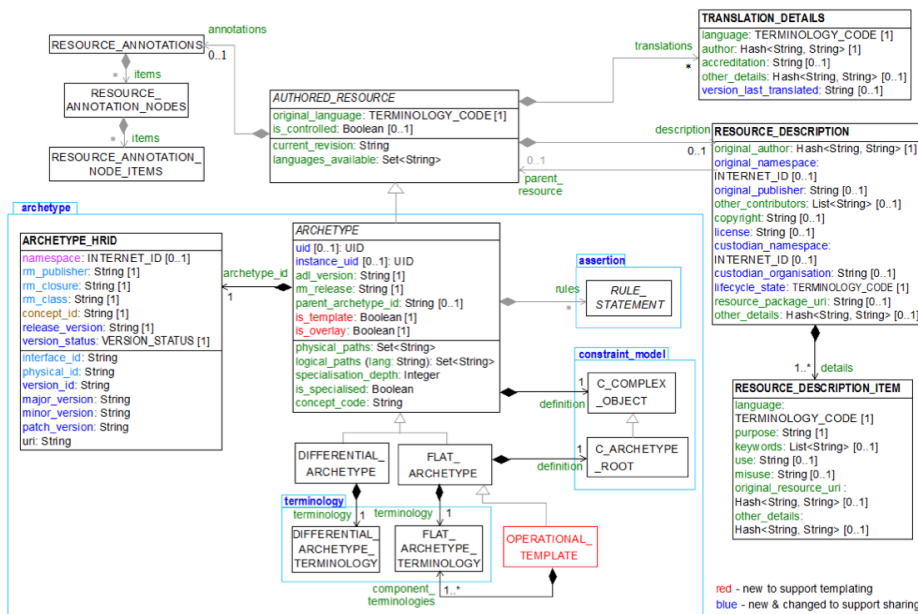 annotations
RESOURCE_ANNOTATIONS
0..1
*
items
RESOURCE_
ANNOTATION_NODES
*
items
RESOURCE_ANNOTATION_
NODE_ITEMS
AUTHORED_RESOURCE
original_language: TERMINOLOGY_CODE [1]
is_controlled: Boolean [0..1]
current_revision: String
languages_available: Set<String>
translations
*
TRANSLATION_DETAILS
language: TERMINOLOGY_CODE [1]
author: Hash<String, String> [1]
accreditation: String [0..1]
other_details: Hash<String, String> [0..1]
version_last_translated: String [0..1]
description
0..1
0..1
parent_
resource
RESOURCE_DESCRIPTION
original_author: Hash<String, String> [1]
original_namespace:
INTERNET_ID [0..1]
original_publisher: String [0..1]
other_contributors: List<String> [0..1]
copyright: String [0..1]
license: String [0..1]
custodian_namespace:
INTERNET_ID [0..1]
custodian_organisation: String [0..1]
lifecycle_state: TERMINOLOGY_CODE [1]
resource_package_uri: String [0..1]
other_details: Hash<String, String> [0..1]
1..*
details
RESOURCE_DESCRIPTION_ITEM
language:
TERMINOLOGY_CODE [1]
purpose: String [1]
keywords: List<String> [0..1]
use: String [0..1]
misuse: String [0..1]
original_resource_uri :
Hash<String, String> [0..1]
other_details:
Hash<String, String> [0..1]
archetype
ARCHETYPE_HRID
namespace: INTERNET_ID [0..1]
rm_publisher: String [1]
rm_closure: String [1]
rm_class: String [1]
concept_id: String [1]
release_version: String [1]
version_status: VERSION_STATUS [1]
interface_id: String
physical_id: String
version_id: String
major_version: String
minor_version: String
patch_version: String
uri: String
archetype_id
1
ARCHETYPE
uid [0..1]: UID
instance_uid [0..1]: UID
adl_version: String [1]
rm_release: String [1]
parent_archetype_id: String [0..1]
is_template: Boolean [1]
is_overlay: Boolean [1]
physical_paths: Set<String>
logical_paths (lang: String): Set<String>
specialisation_depth: Integer
is_specialised: Boolean
concept_code: String
assertion
rules
*
RULE_
STATEMENT
constraint_model
1
definition
C_COMPLEX
_OBJECT
1
definition
C_ARCHETYPE
_ROOT
DIFFERENTIAL_
ARCHETYPE
FLAT_
ARCHETYPE
terminology
terminology
1
terminology
1
DIFFERENTIAL_
ARCHETYPE_
TERMINOLOGY
FLAT_
ARCHETYPE_
TERMINOLOGY
OPERATIONAL_
TEMPLATE
component_
terminologies
1..*
red - new to support templating
blue - new & changed to support sharing